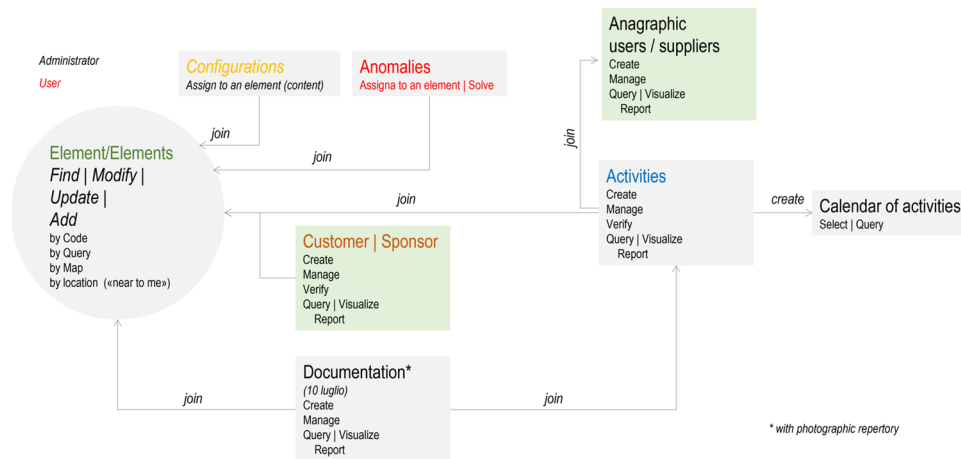 Administrator
User
Configurations
Assign to an element (content)
Anomalies
Assigna to an element | Solve
Anagraphic
users / suppliers
Create
Manage
Query | Visualize
Report
join
join
join
Element/Elements
Find | Modify |
Update |
Add
by Code
by Query
by Map
by location («near to me»)
join
Activities
Create
Manage
Verify
Query | Visualize
Report
create
Calendar of activities
Select | Query
Customer | Sponsor
Create
Manage
Verify
Query | Visualize
Report
Documentation*
(10 luglio)
Create
Manage
Query | Visualize
Report
join
join
* with photographic repertory